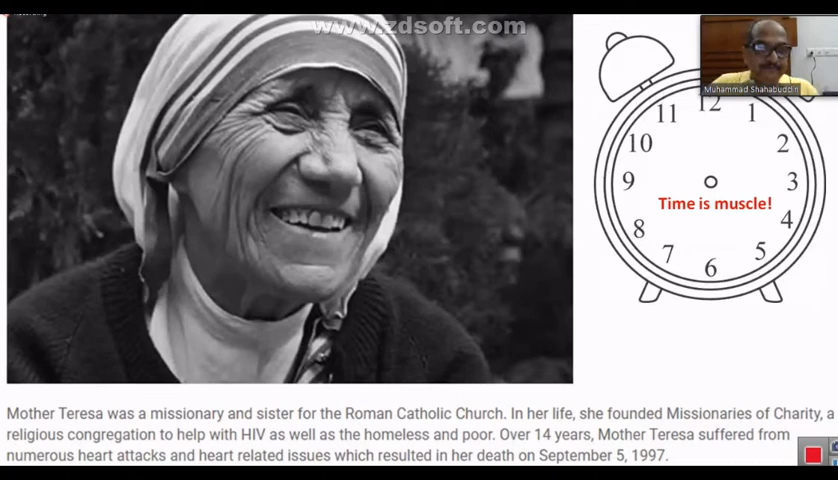 www.zdsoft.com
Muhammad Shahabuddin
11 12 1
10 2
9 3
Time is muscle!
8 4
7 5
6
Mother Teresa was a missionary and sister for the Roman Catholic Church. In her life, she founded Missionaries of Charity, a
religious congregation to help with HIV as well as the homeless and poor. Over 14 years, Mother Teresa suffered from
numerous heart attacks and heart related issues which resulted in her death on September 5, 1997.